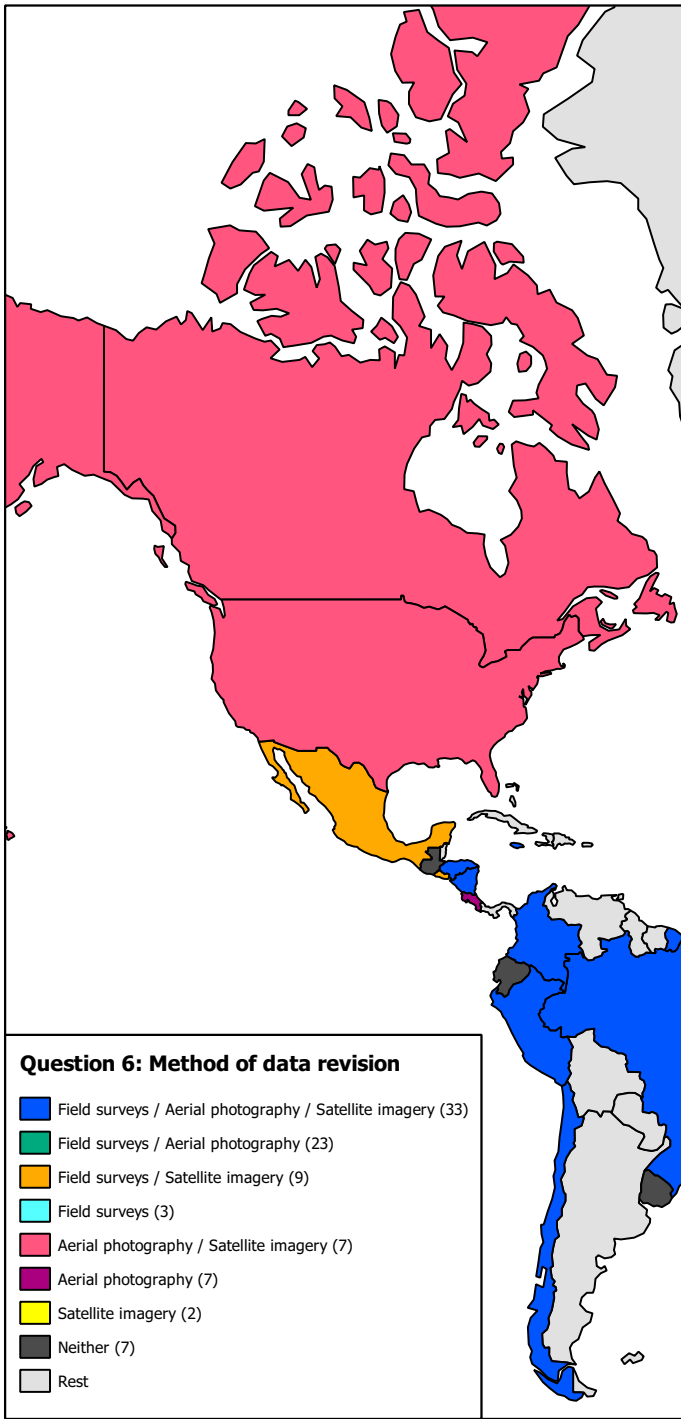 Question 6: Method of data revision
Field surveys / Aerial photography / Satellite imagery (33)
Field surveys / Aerial photography (23)
Field surveys / Satellite imagery (9)
Field surveys (3)
Aerial photography / Satellite imagery (7)
Aerial photography (7)
Satellite imagery (2)
Neither (7)
Rest